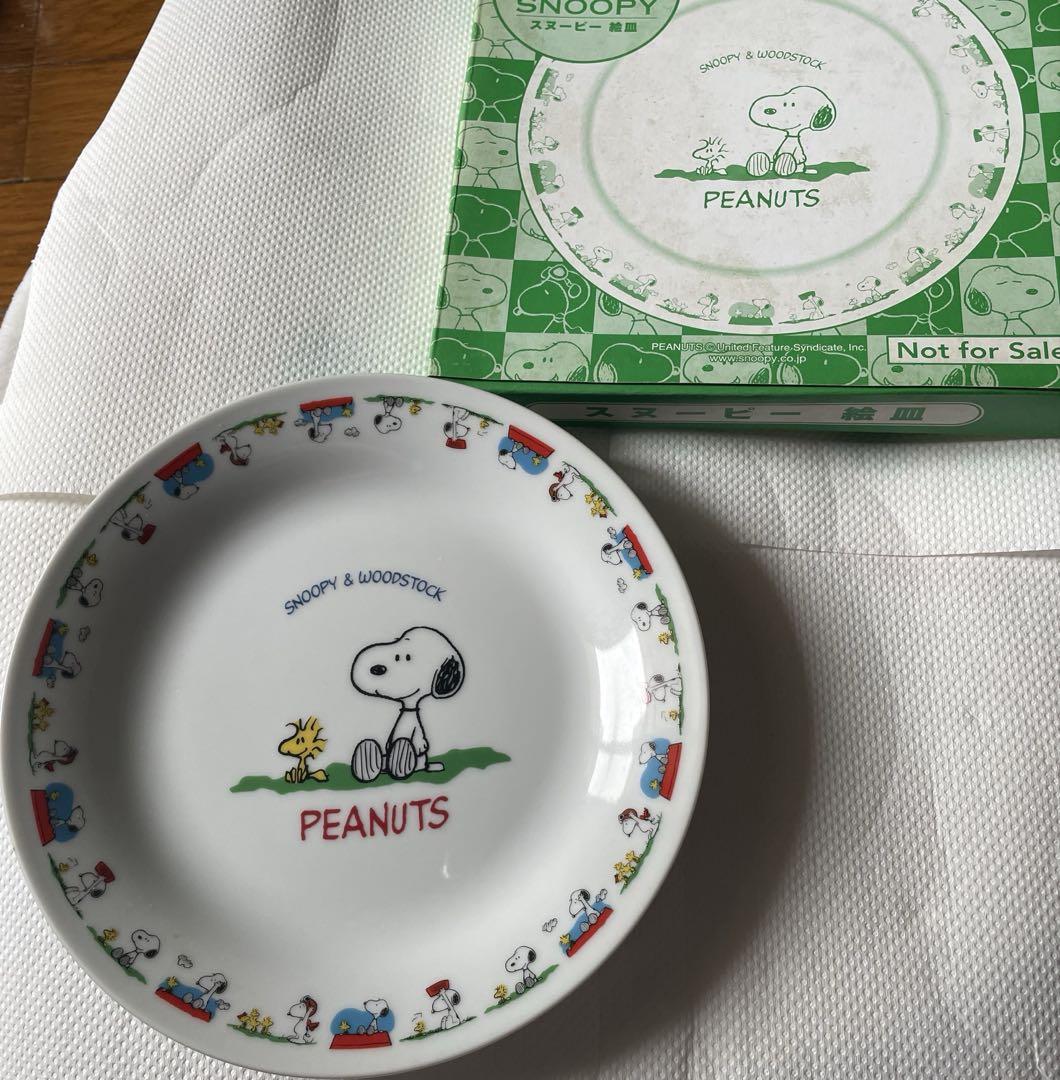 SNOOPY
スヌーピー 絵皿
SNOOPY & WOODSTOCK
PEANUTS
PEANUTS © United Feature Syndicate, Inc.
www.snoopy.co.jp
Not for Sale
スヌーピー 絵皿
SNOOPY & WOODSTOCK
PEANUTS